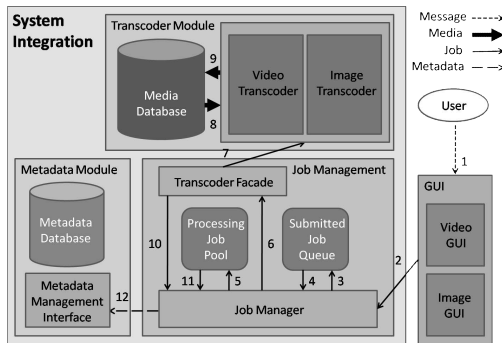 System
Integration
Transcoder Module
Media
Database
9
8
Video
Transcoder
Image
Transcoder
Message
Media
Job
Metadata
User
1
7
Metadata Module
Metadata
Database
Metadata
Management
Interface
12
Job Management
Transcoder Facade
Processing
Job
Pool
Submitted
Job
Queue
10
6
11
5
4
3
Job Manager
2
GUI
Video
GUI
Image
GUI